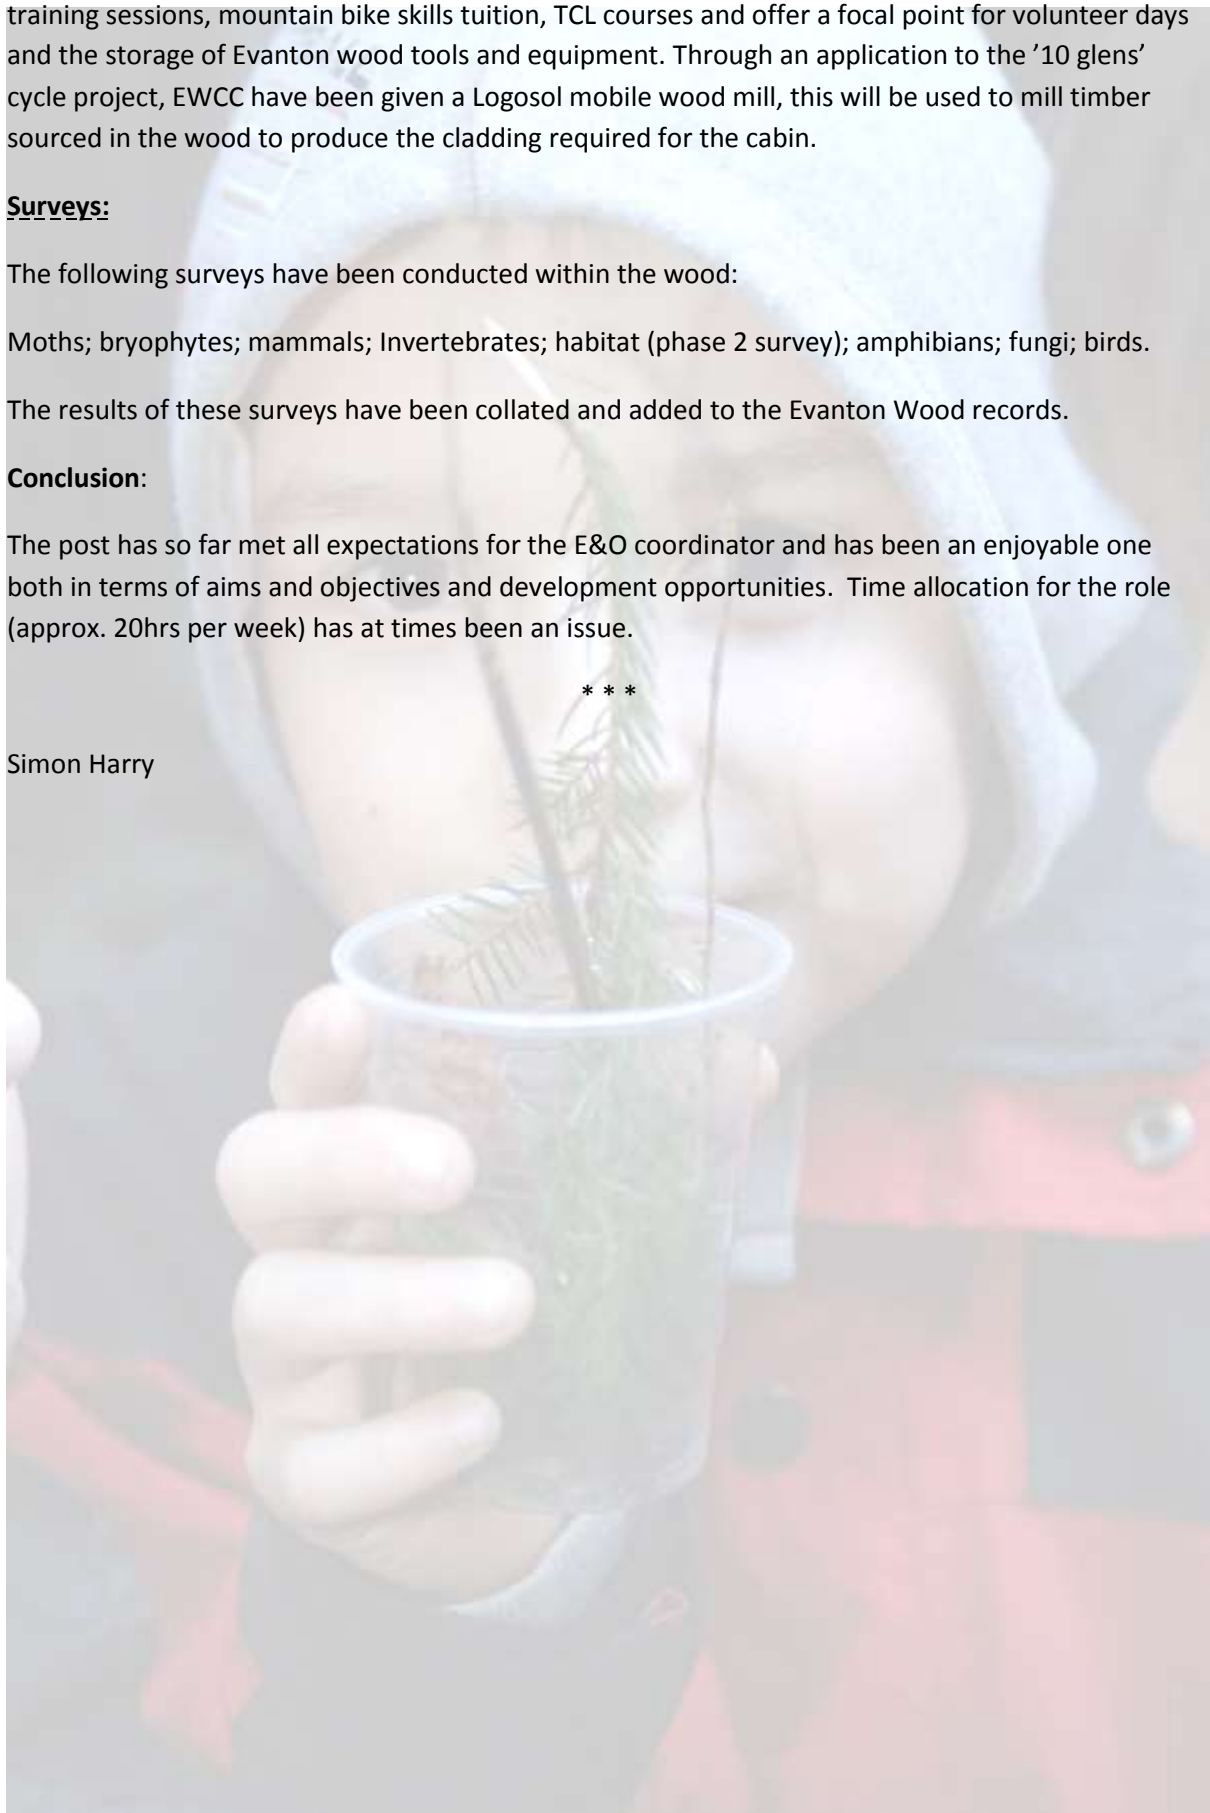 training sessions, mountain bike skills tuition, TCL courses and offer a focal point for volunteer days
and the storage of Evanton wood tools and equipment. Through an application to the ’10 glens’
cycle project, EWCC have been given a Logosol mobile wood mill, this will be used to mill timber
sourced in the wood to produce the cladding required for the cabin.
Surveys:
The following surveys have been conducted within the wood:
Moths; bryophytes; mammals; Invertebrates; habitat (phase 2 survey); amphibians; fungi; birds.
The results of these surveys have been collated and added to the Evanton Wood records.
Conclusion:
The post has so far met all expectations for the E&O coordinator and has been an enjoyable one
both in terms of aims and objectives and development opportunities.  Time allocation for the role
(approx. 20hrs per week) has at times been an issue.
* * *
Simon Harry